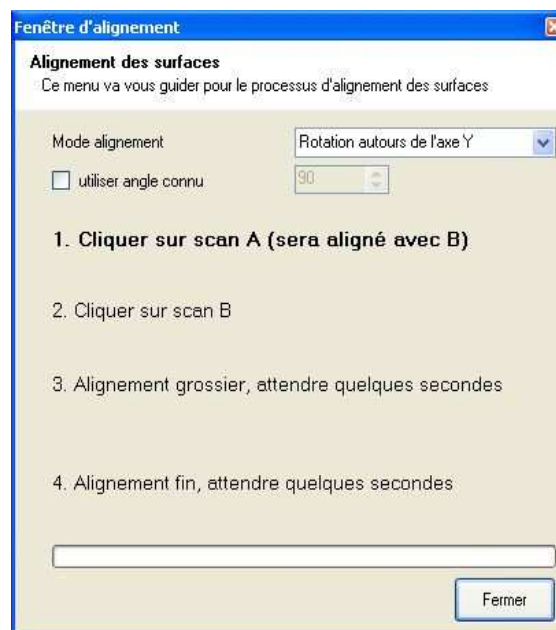 Fenêtre d'alignement
Alignement des surfaces
Ce menu va vous guider pour le processus d'alignement des surfaces
Mode alignement Rotation autours de l'axe Y
utiliser angle connu 90
1. Cliquer sur scan A (sera aligné avec B)
2. Cliquer sur scan B
3. Alignement grossier, attendre quelques secondes
4. Alignement fin, attendre quelques secondes
Fermer